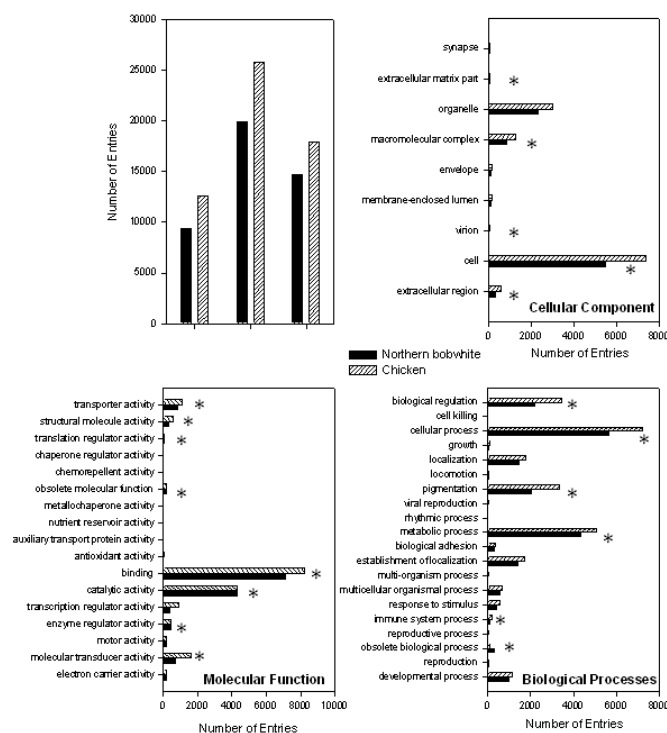 30000
25000
20000
15000
10000
5000
0
Number of Entries
synapse
extracellular matrix part *
organelle
macromolecular complex *
envelope
membrane-enclosed lumen
virion *
cell *
extracellular region *
Cellular Component
0 2000 4000 6000 8000
Number of Entries
Northern bobwhite
Chicken
transporter activity *
structural molecule activity *
translation regulator activity *
chaperone regulator activity
chemorepellent activity
obsolete molecular function *
metallochaperone activity
nutrient reservoir activity
auxiliary transport protein activity
antioxidant activity
binding *
catalytic activity *
transcription regulator activity
enzyme regulator activity *
motor activity
molecular transducer activity *
electron carrier activity
Molecular Function
0 2000 4000 6000 8000 10000
Number of Entries
biological regulation *
cell killing
cellular process *
growth
localization
locomotion
pigmentation *
viral reproduction
rhythmic process
metabolic process *
biological adhesion
establishment of localization
multi-organism process
multicellular organismal process
response to stimulus
immune system process *
reproductive process
obsolete biological process *
reproduction
developmental process
Biological Processes
0 2000 4000 6000 8000
Number of Entries